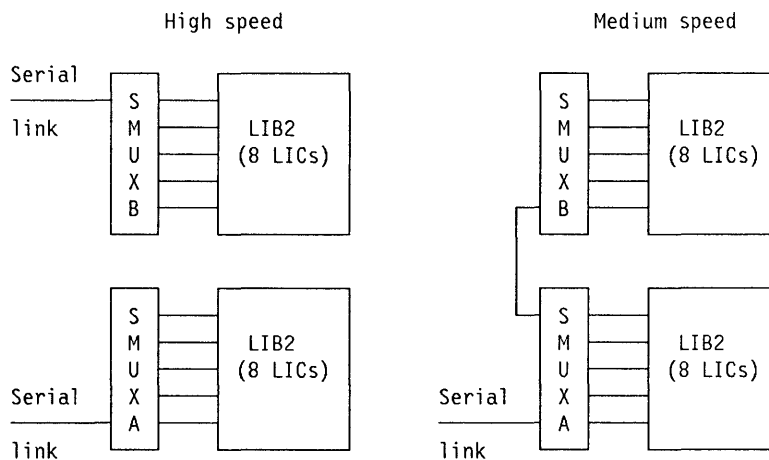 High speed
Serial
link
S
M
U
X
B
LIB2
(8 LICs)
S
M
U
X
A
LIB2
(8 LICs)
Serial
link
Medium speed
S
M
U
X
B
LIB2
(8 LICs)
S
M
U
X
A
LIB2
(8 LICs)
Serial
link